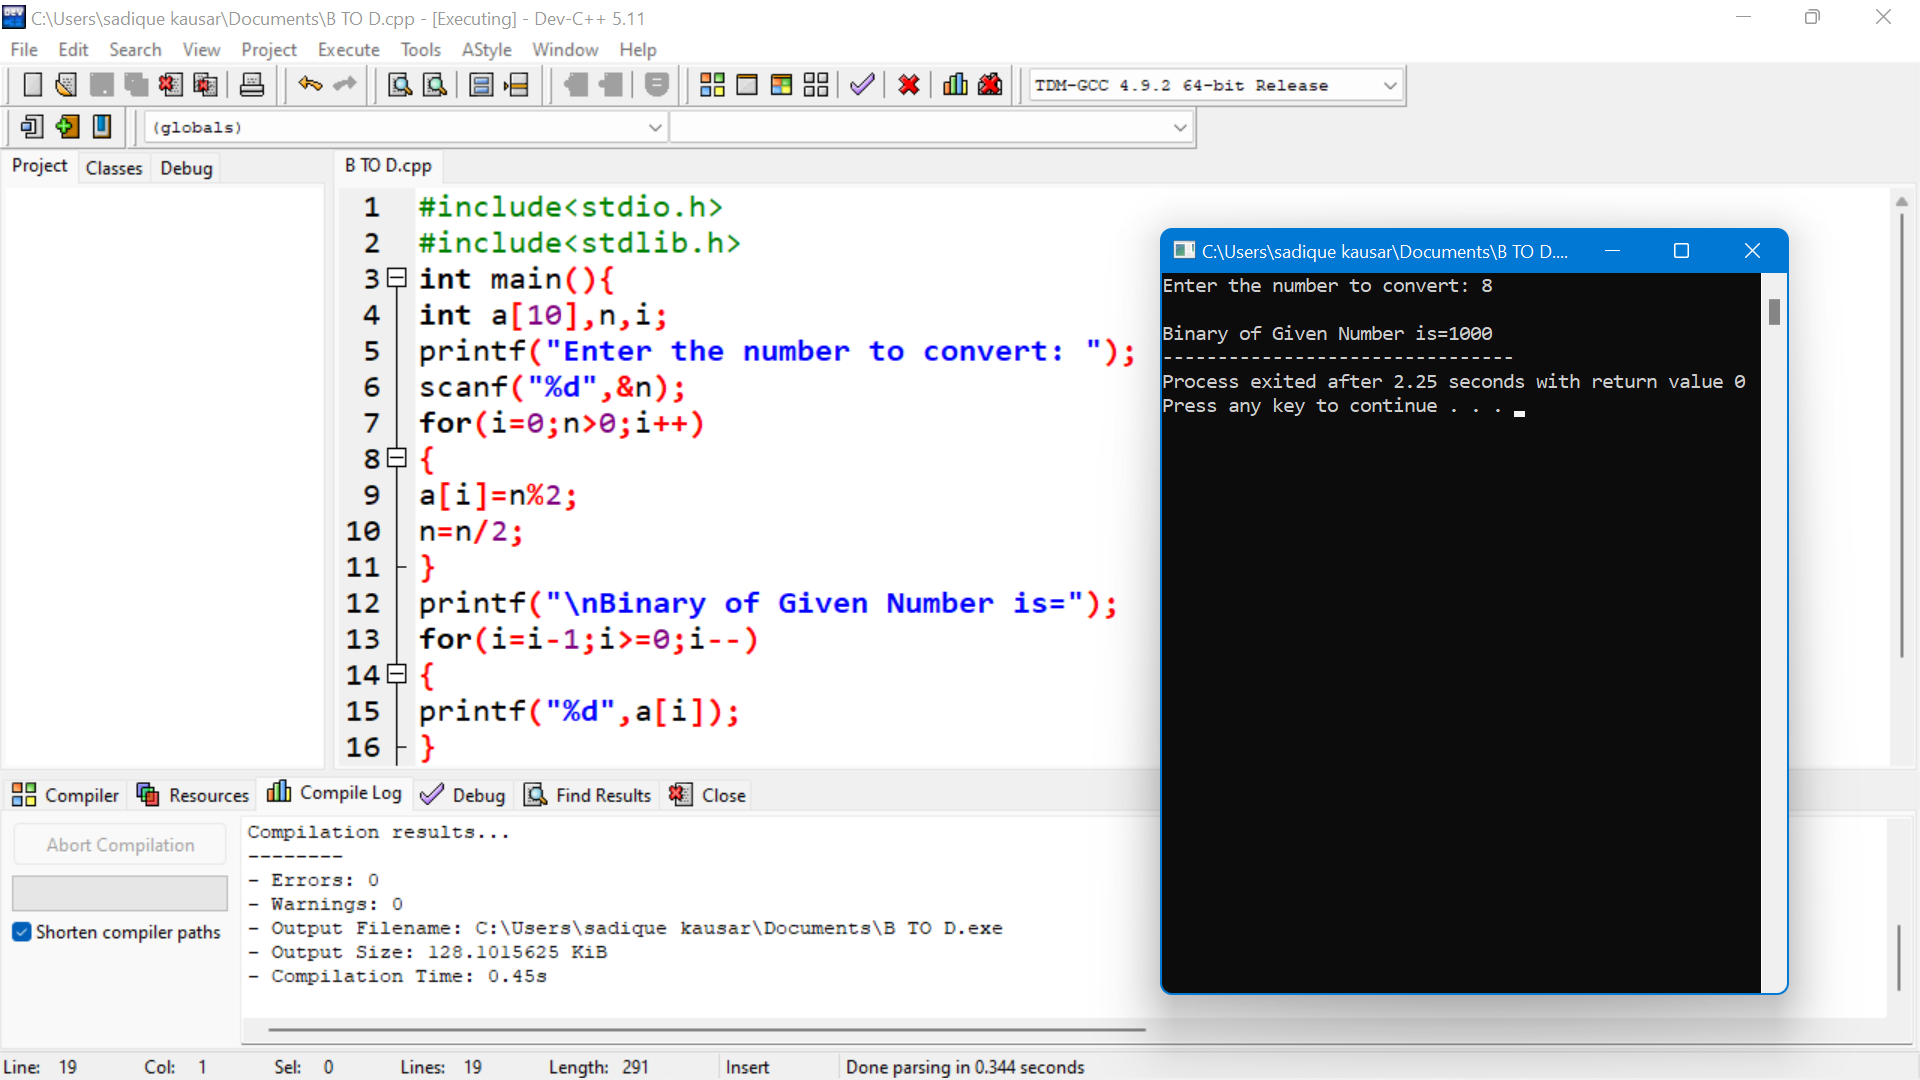 C:\Users\sadique kausar\Documents\B TO D.cpp - [Executing] - Dev-C++ 5.11
File Edit Search View Project Execute Tools AStyle Window Help
TDM-GCC 4.9.2 64-bit Release
(globals)
Project Classes Debug
B TO D.cpp
1 #include<stdio.h>
2 #include<stdlib.h>
3 int main(){
4 int a[10],n,i;
5 printf("Enter the number to convert: ");
6 scanf("%d",&n);
7 for(i=0;n>0;i++)
8 {
9 a[i]=n%2;
10 n=n/2;
11 }
12 printf("\nBinary of Given Number is=");
13 for(i=i-1;i>=0;i--)
14 {
15 printf("%d",a[i]);
16 }
C:\Users\sadique kausar\Documents\B TO D....
Enter the number to convert: 8
Binary of Given Number is=1000
--------------------------------
Process exited after 2.25 seconds with return value 0
Press any key to continue . . .
Compiler Resources Compile Log Debug Find Results Close
Abort Compilation
Shorten compiler paths
Compilation results...
--------
- Errors: 0
- Warnings: 0
- Output Filename: C:\Users\sadique kausar\Documents\B TO D.exe
- Output Size: 128.1015625 KiB
- Compilation Time: 0.45s
Line: 19 Col: 1 Sel: 0 Lines: 19 Length: 291 Insert Done parsing in 0.344 seconds